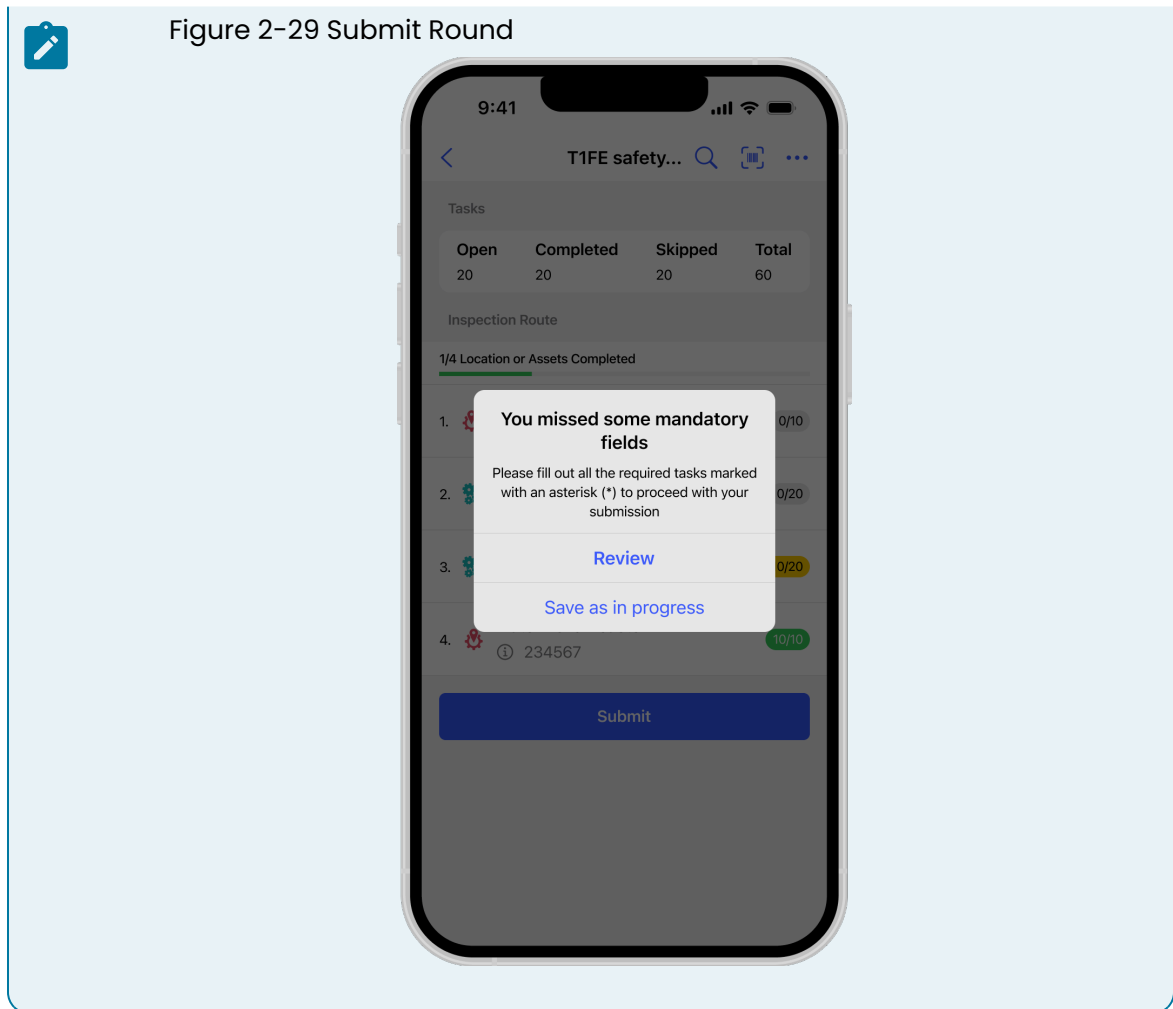 Figure 2-29 Submit Round
9:41
T1FE safety...
Tasks
Open Completed Skipped Total
20 20 20 60
Inspection Route
1/4 Location or Assets Completed
1. 0/10
You missed some mandatory
fields
Please fill out all the required tasks marked
with an asterisk (*) to proceed with your
submission
2. 0/20
Review
3. 0/20
Save as in progress
4. 10/10
234567
Submit